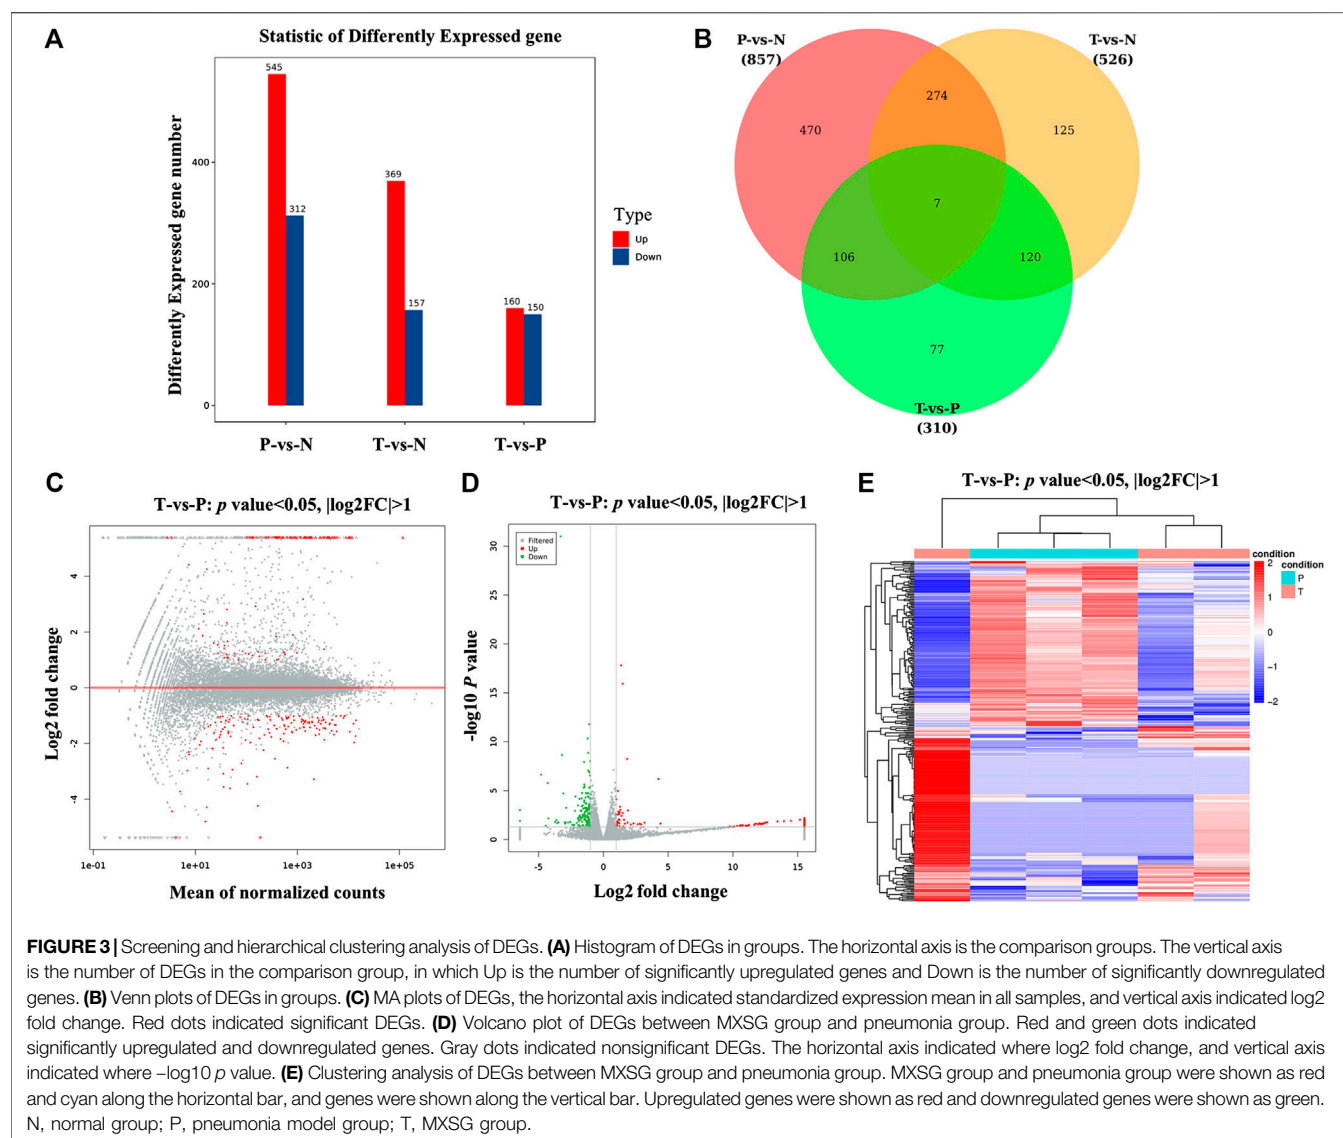 A
Statistic of Differently Expressed gene
Differently Expressed gene number
545
312
369
157
160
150
400
200
0
P-vs-N
T-vs-N
T-vs-P
Type
Up
Down
B
P-vs-N
(857)
T-vs-N
(526)
274
470
125
7
106
120
77
T-vs-P
(310)
C
T-vs-P: p value<0.05, |log2FC|>1
Log2 fold change
4
2
0
-2
-4
1e-01
1e+01
1e+03
1e+05
Mean of normalized counts
D
T-vs-P: p value<0.05, |log2FC|>1
-log10 P value
Filtered
Up
Down
30
25
20
15
10
5
0
-5
0
5
10
15
Log2 fold change
E
T-vs-P: p value<0.05, |log2FC|>1
condition
2
1
0
−1
−2
condition
P
T
FIGURE 3 | Screening and hierarchical clustering analysis of DEGs. (A) Histogram of DEGs in groups. The horizontal axis is the comparison groups. The vertical axis
is the number of DEGs in the comparison group, in which Up is the number of significantly upregulated genes and Down is the number of significantly downregulated
genes. (B) Venn plots of DEGs in groups. (C) MA plots of DEGs, the horizontal axis indicated standardized expression mean in all samples, and vertical axis indicated log2
fold change. Red dots indicated significant DEGs. (D) Volcano plot of DEGs between MXSG group and pneumonia group. Red and green dots indicated
significantly upregulated and downregulated genes. Gray dots indicated nonsignificant DEGs. The horizontal axis indicated where log2 fold change, and vertical axis
indicated where −log10 p value. (E) Clustering analysis of DEGs between MXSG group and pneumonia group. MXSG group and pneumonia group were shown as red
and cyan along the horizontal bar, and genes were shown along the vertical bar. Upregulated genes were shown as red and downregulated genes were shown as green.
N, normal group; P, pneumonia model group; T, MXSG group.